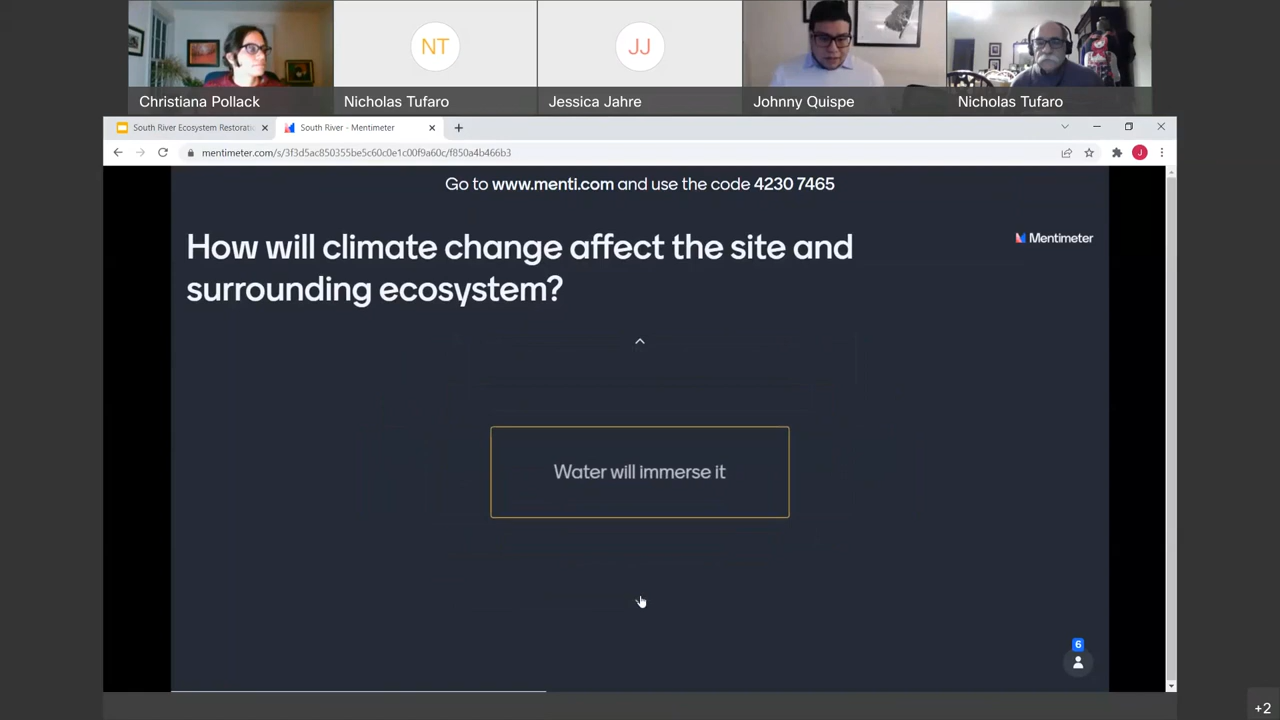 NT
JJ
Christiana Pollack
Nicholas Tufaro
Jessica Jahre
Johnny Quispe
Nicholas Tufaro
South River Ecosystem Restorati
South River - Mentimeter
mentimeter.com/s/3f3d5ac850355be5c60c0e1c00f9a60c/f850a4b466b3
J
Go to www.menti.com and use the code 4230 7465
How will climate change affect the site and
surrounding ecosystem?
Mentimeter
Water will immerse it
6
+2